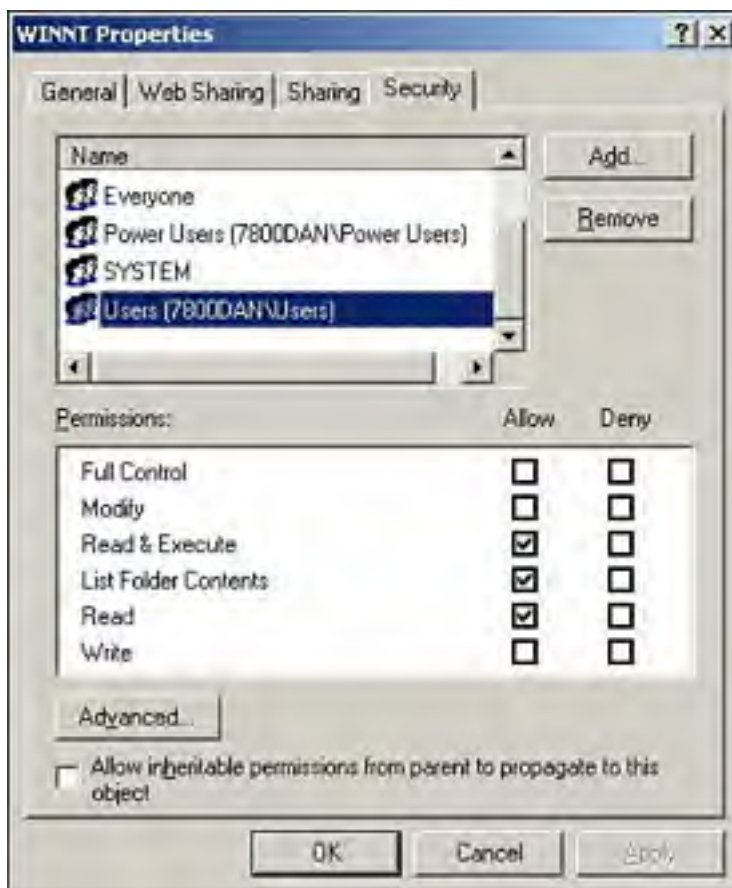 WINNT Properties
?
General Web Sharing Sharing Security
Name
Everyone
Power Users (7800DAN\Power Users)
SYSTEM
Users (7800DAN\Users)
Add...
Remove
Permissions: Allow Deny
Full Control
Modify
Read & Execute
List Folder Contents
Read
Write
Advanced...
Allow inheritable permissions from parent to propagate to this
object
OK Cancel Apply